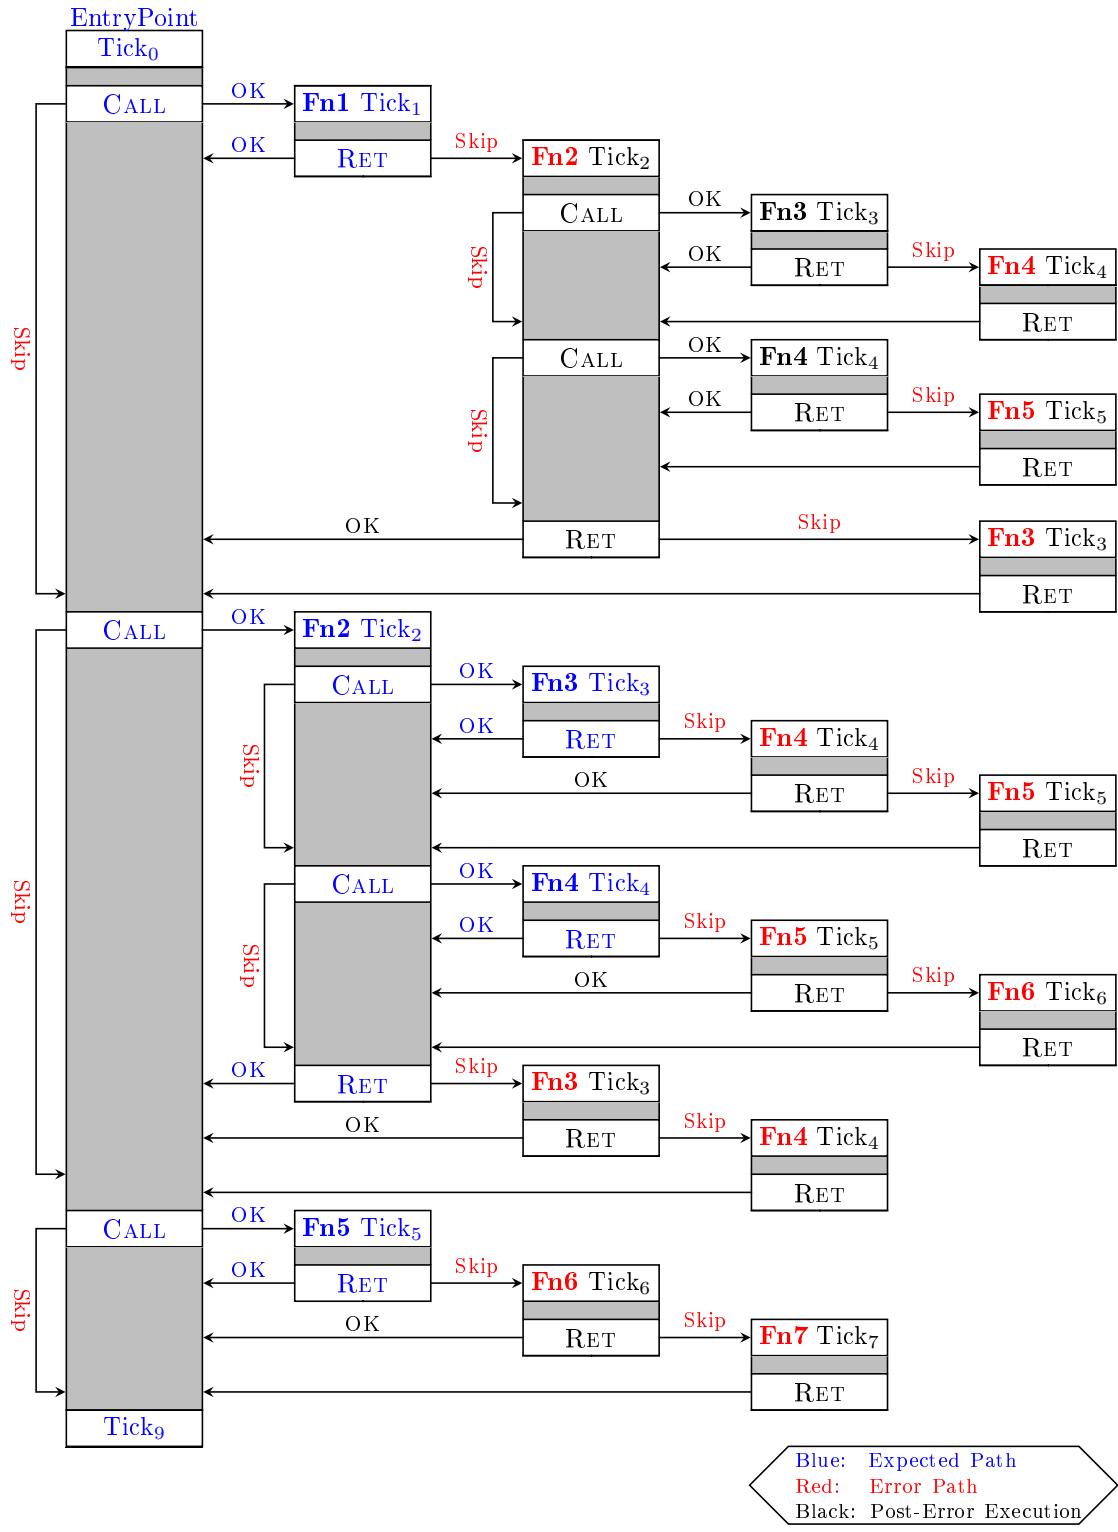 EntryPoint
Tick₀
CALL OK Fn1 Tick₁
OK RET Skip Fn2 Tick₂
CALL OK Fn3 Tick₃
Skip OK RET Skip Fn4 Tick₄
RET
Skip CALL OK Fn4 Tick₄
Skip OK RET Skip Fn5 Tick₅
RET
OK RET Skip Fn3 Tick₃
RET
CALL OK Fn2 Tick₂
CALL OK Fn3 Tick₃
OK RET Skip Fn4 Tick₄
Skip OK RET Skip Fn5 Tick₅
RET
Skip CALL OK Fn4 Tick₄
Skip OK RET Skip Fn5 Tick₅
OK RET Skip Fn6 Tick₆
RET
OK RET Skip Fn3 Tick₃
OK RET Skip Fn4 Tick₄
RET
CALL OK Fn5 Tick₅
Skip OK RET Skip Fn6 Tick₆
OK RET Skip Fn7 Tick₇
RET
Tick₉
Blue: Expected Path
Red: Error Path
Black: Post-Error Execution